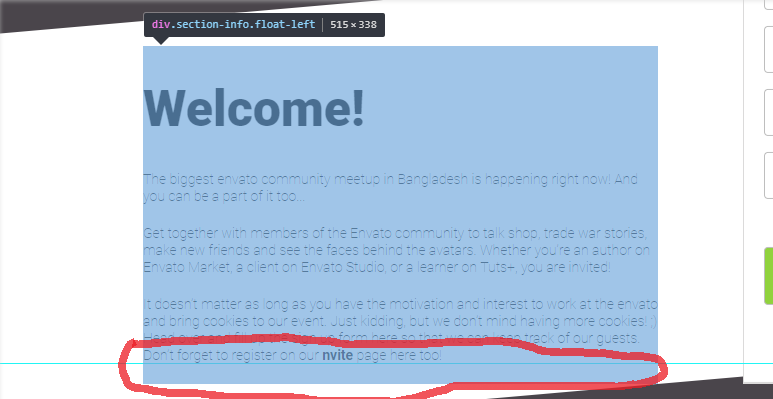 div.section-info.float-left 515×338
Welcome!
The biggest envato community meetup in Bangladesh is happening right now! And
you can be a part of it too...
Get together with members of the Envato community to talk shop, trade war stories,
make new friends and see the faces behind the avatars. Whether you're an author on
Envato Market, a client on Envato Studio, or a learner on Tuts+, you are invited!
It doesn't matter as long as you have the motivation and interest to work at the envato
and bring cookies to our event. Just kidding, but we don't mind having more cookies! ;)
Head over and fill form here so that we can keep track of our guests.
Don't forget to register on our nvite page here too!